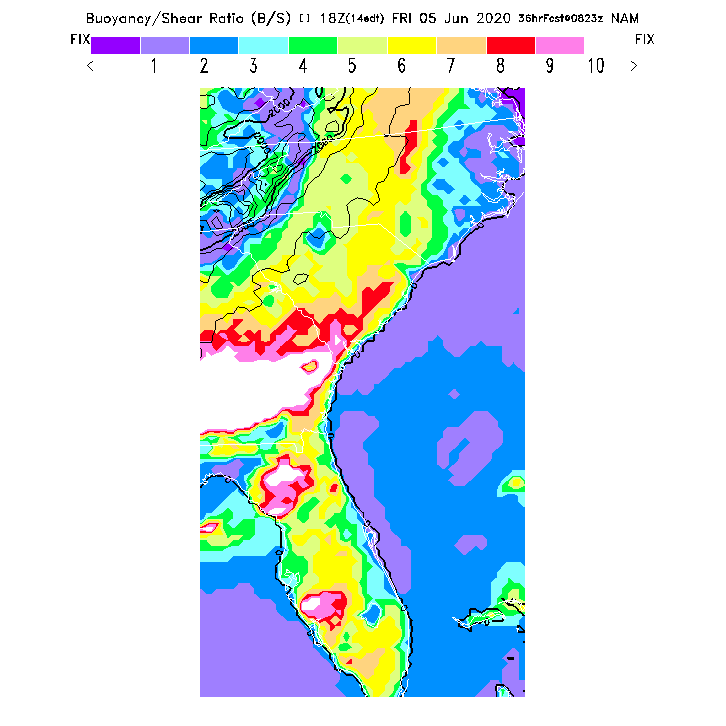 Buoyancy/Shear Ratio (B/S) [] 18Z(14edt) FRI 05 Jun 2020 36hrFcst@0823z NAM
FIX FIX
< 1 2 3 4 5 6 7 8 9 10 >
2000